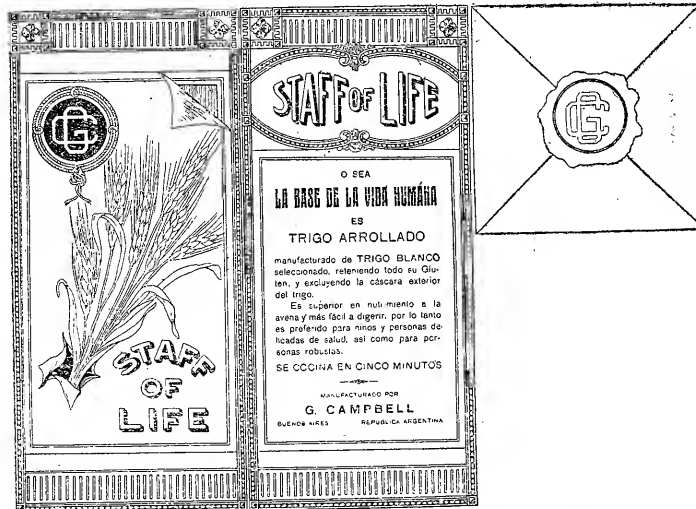 STAFF
OF
LIFE
STAFF OF LIFE
O SEA
LA BASE DE LA VIDA HUMÁNA
ES
TRIGO ARROLLADO
manufacturado de TRIGO BLANCO
seleccionado, reteniendo todo su Glu-
ten, y excluyendo la cáscara exterior
del trigo.
Es superior en nutrimiento a la
avena y más fácil a digerir, por lo tanto
es preferido para niños y personas de-
licadas de salud, asi como para per-
sonas robustas.
SE COCINA EN CINCO MINUTOS
MANUFACTURADO POR
G. CAMPBELL
BUENOS AIRES REPUBLICA ARGENTINA